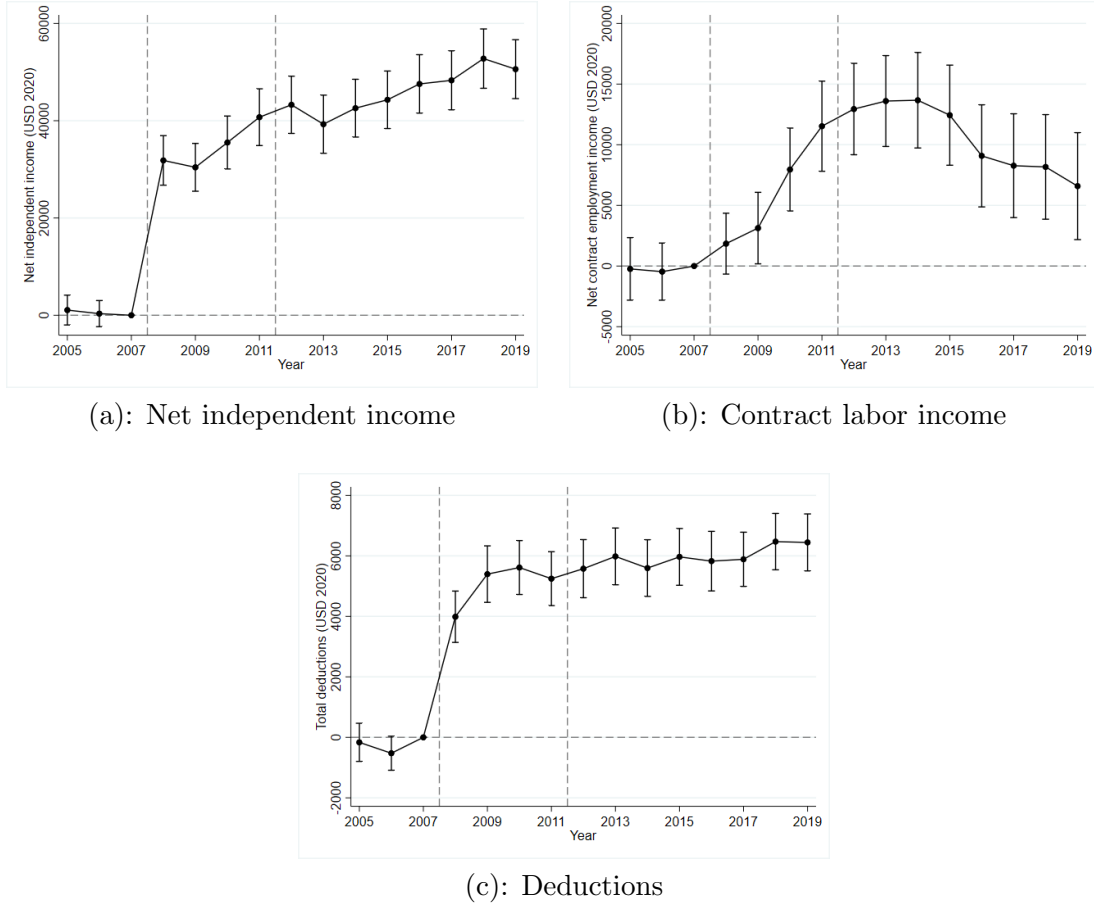 Net independent income (USD 2020)
60000
40000
20000
0
2005 2007 2009 2011 2013 2015 2017 2019
Year
(a): Net independent income
Net contract employment income (USD 2020)
20000
15000
10000
5000
0
-5000
2005 2007 2009 2011 2013 2015 2017 2019
Year
(b): Contract labor income
Total deductions (USD 2020)
8000
6000
4000
2000
0
-2000
2005 2007 2009 2011 2013 2015 2017 2019
Year
(c): Deductions